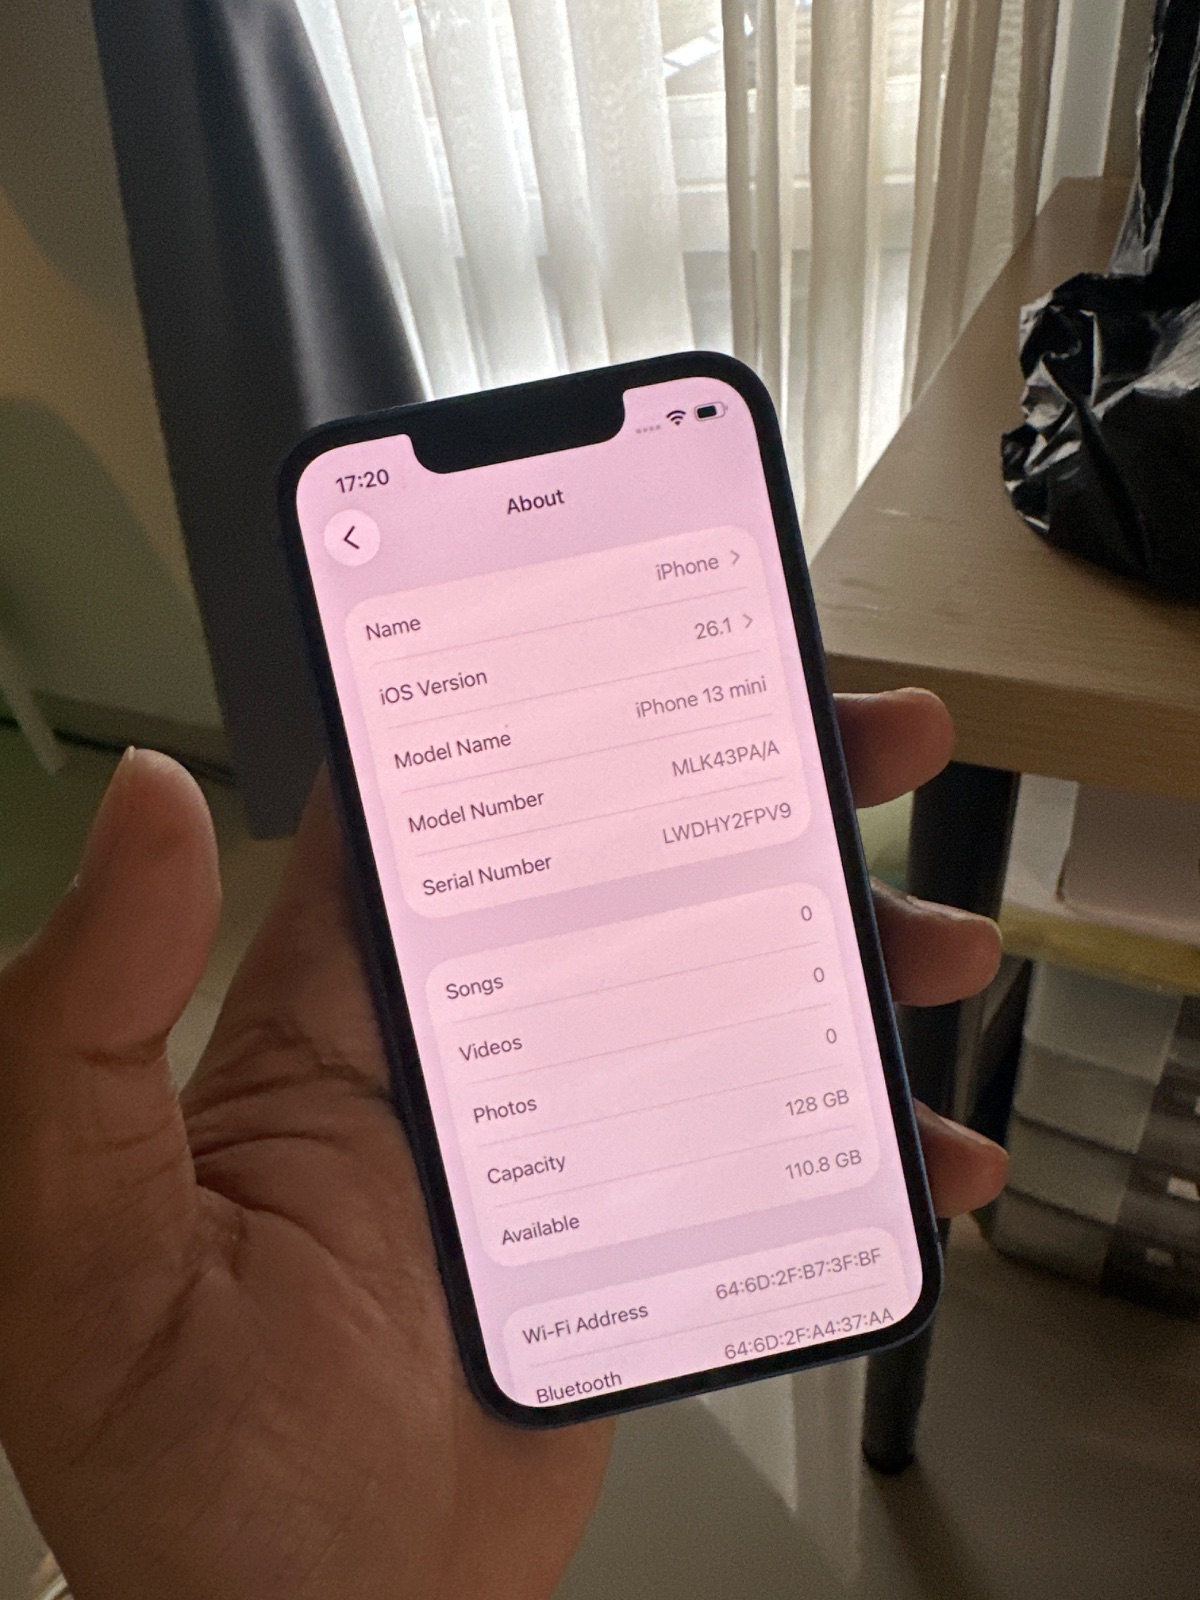 17:20
About
Name iPhone
iOS Version 26.1
Model Name iPhone 13 mini
Model Number MLK43PA/A
Serial Number LWDHY2FPV9
Songs 0
Videos 0
Photos 0
Capacity 128 GB
Available 110.8 GB
Wi-Fi Address 64:6D:2F:B7:3F:BF
Bluetooth 64:6D:2F:A4:37:AA